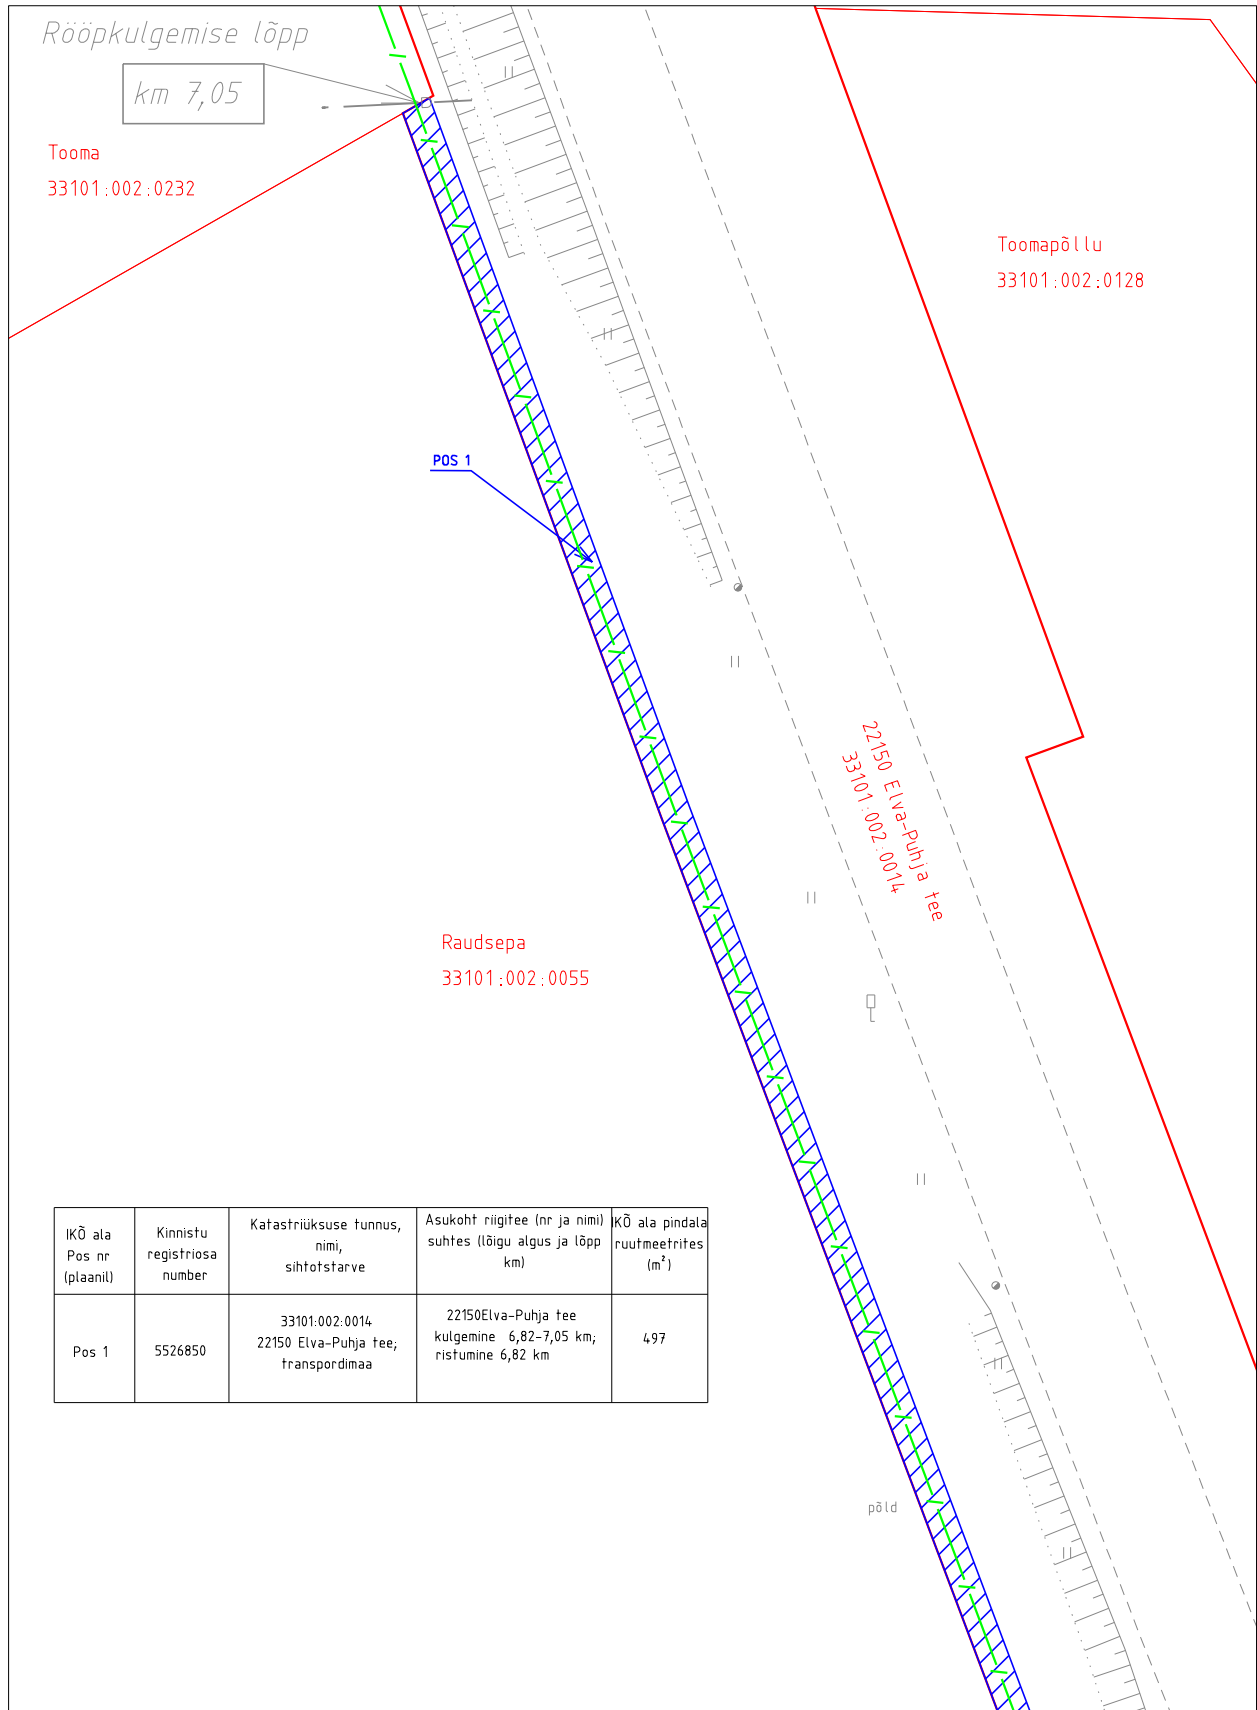 Rööpkulgemise lõpp
km 7,05
Tooma
33101:002:0232
Toomapõllu
33101:002:0128
POS 1
22150 Elva-Puhja tee
33101:002:0014
Raudsepa
33101:002:0055
IKÕ ala
Pos nr
(plaanil)
Kinnistu
registriosa
number
Katastriüksuse tunnus,
nimi,
sihtotstarve
Asukoht riigitee (nr ja nimi)
suhtes (lõigu algus ja lõpp
km)
IKÕ ala pindala
ruutmeetrites
(m²)
Pos 1
5526850
33101:002:0014
22150 Elva-Puhja tee;
transpordimaa
22150Elva-Puhja tee
kulgemine 6,82-7,05 km;
ristumine 6,82 km
497
põld